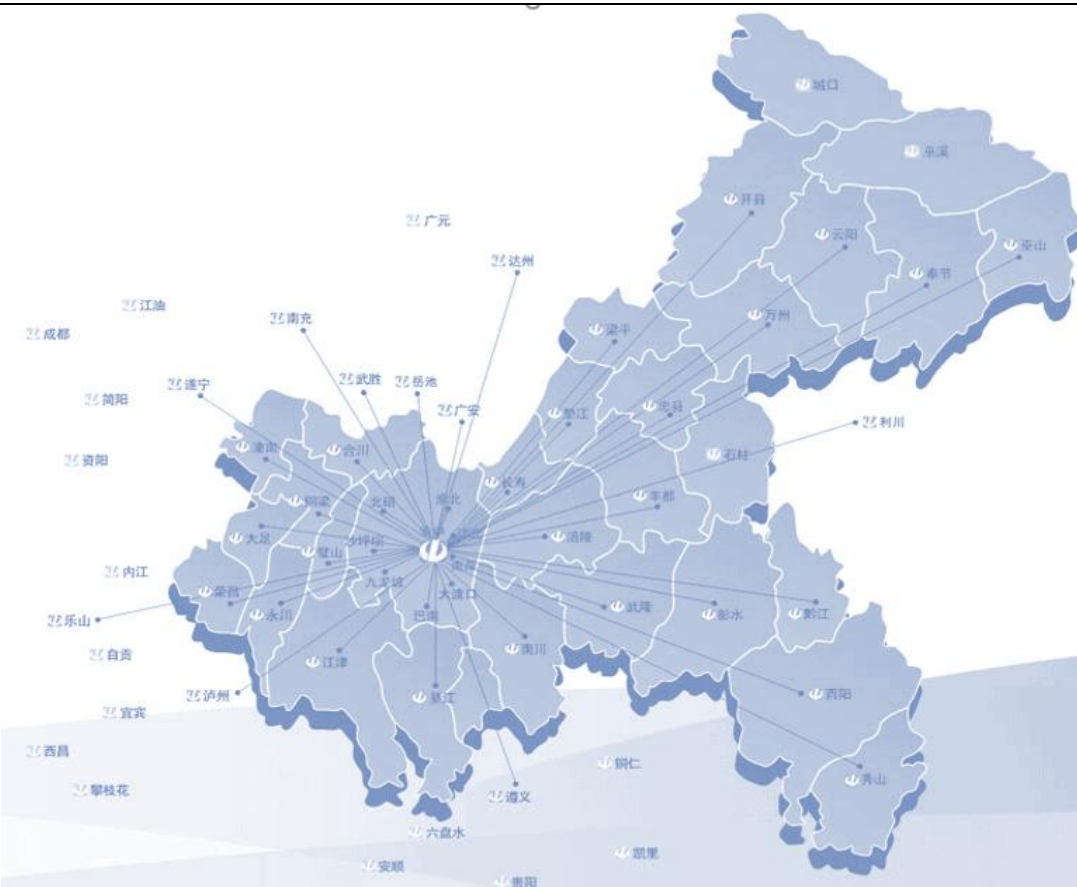 城口
巫溪
开县
广元
云阳
巫山
达州
奉节
江油
南充
万州
成都
梁平
武胜
岳池
遂宁
简阳
广安
垫江
忠县
利川
潼南
合川
石柱
资阳
长寿
丰都
铜梁
北碚
渝北
大足
沙坪坝
涪陵
璧山
内江
九龙坡
荣昌
大渡口
永川
巴南
武隆
彭水
黔江
乐山
南川
自贡
江津
泸州
綦江
酉阳
宜宾
西昌
铜仁
秀山
攀枝花
遵义
六盘水
凯里
安顺
贵阳